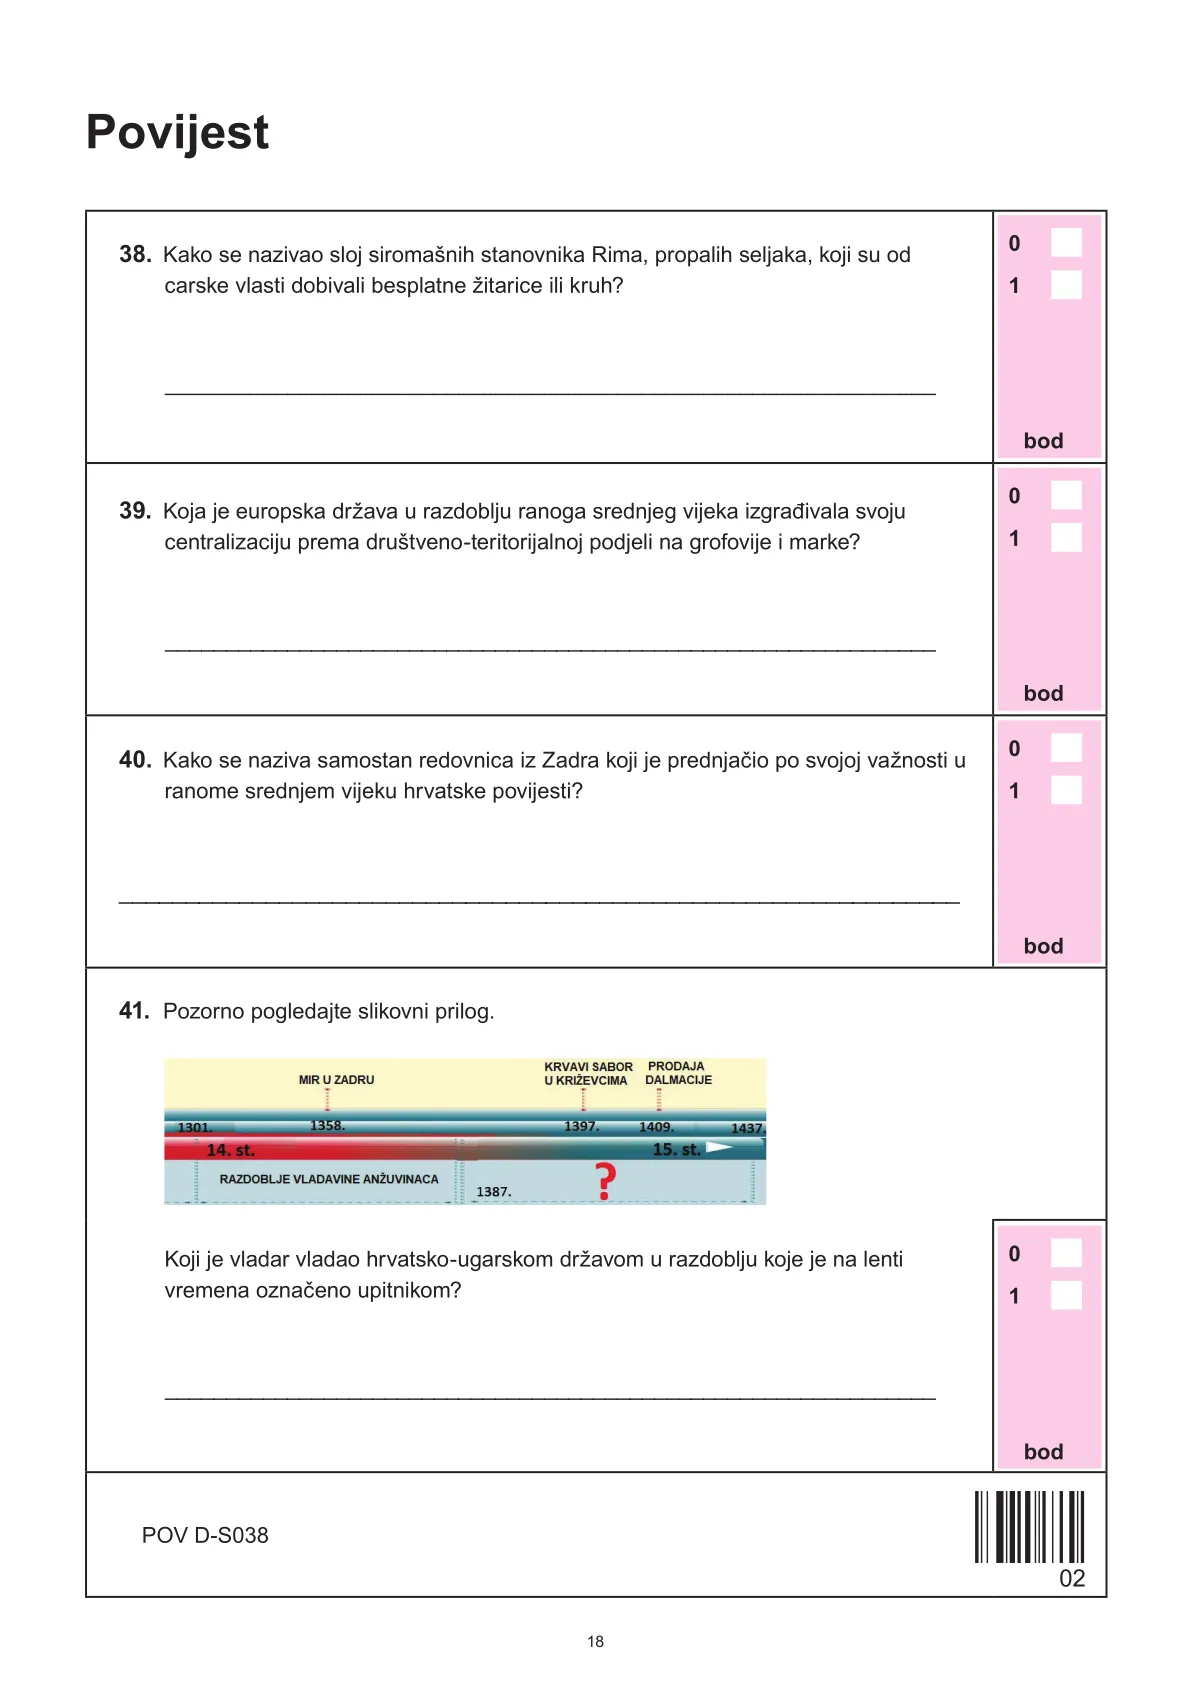 Povijest
38. Kako se nazivao sloj siromašnih stanovnika Rima, propalih seljaka, koji su od
carske vlasti dobivali besplatne žitarice ili kruh?
0
1
bod
39. Koja je europska država u razdoblju ranoga srednjeg vijeka izgrađivala svoju
centralizaciju prema društveno-teritorijalnoj podjeli na grofovije i marke?
0
1
bod
40. Kako se naziva samostan redovnica iz Zadra koji je prednjačio po svojoj važnosti u
ranome srednjem vijeku hrvatske povijesti?
0
1
bod
41. Pozorno pogledajte slikovni prilog.
MIR U ZADRU
KRVAVI SABOR
U KRIŽEVCIMA
PRODAJA
DALMACIJE
1301. 1358. 1397. 1409. 1437.
14. st. 15. st.
RAZDOBLJE VLADAVINE ANŽUVINACA
1387. ?
Koji je vladar vladao hrvatsko-ugarskom državom u razdoblju koje je na lenti
vremena označeno upitnikom?
0
1
bod
POV D-S038
02
18